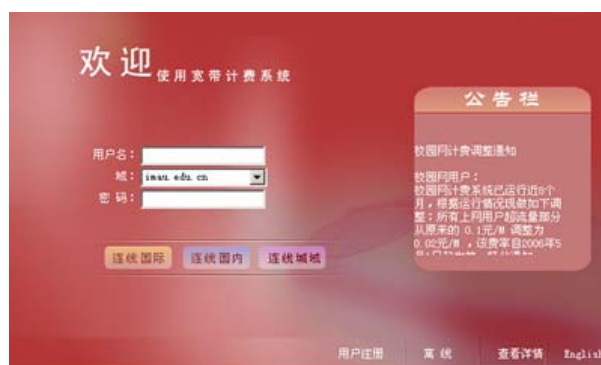 欢迎使用宽带计费系统
公告栏
校园网计费调整通知
校园网用户：
校园网计费系统已运行近8个
月，根据运行情况现做如下调
整：所有上网用户超流量部分
从原来的 0.1元/M 调整为
0.02元/M ，该费率自2006年5
用户名：
域： imau.edu.cn
密 码：
连线国际 连线国内 连线城域
用户注册 离 线 查看详情 English